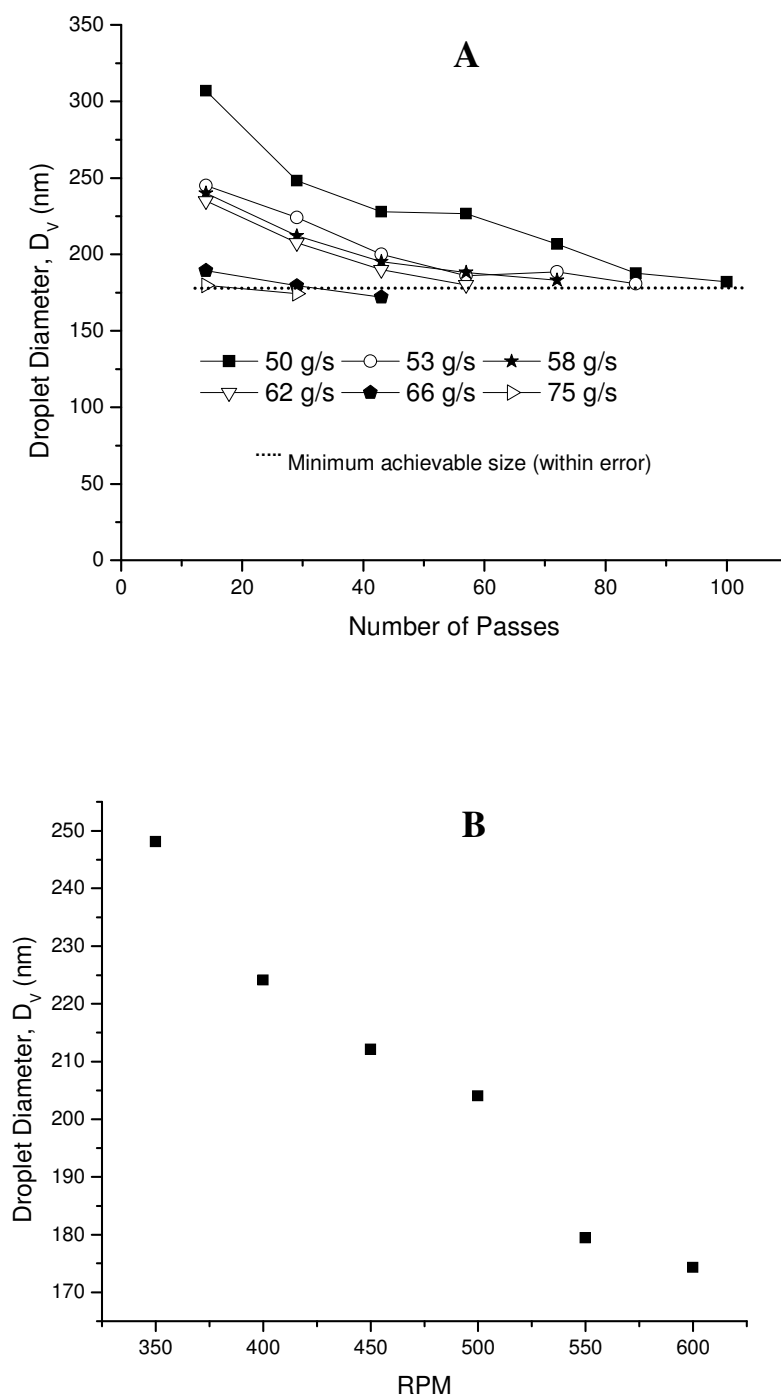 A
350
300
250
200
150
100
50
0
Droplet Diameter, DV (nm)
50 g/s 53 g/s 58 g/s
62 g/s 66 g/s 75 g/s
Minimum achievable size (within error)
0 20 40 60 80 100
Number of Passes
B
250
240
230
220
210
200
190
180
170
Droplet Diameter, DV (nm)
350 400 450 500 550 600
RPM